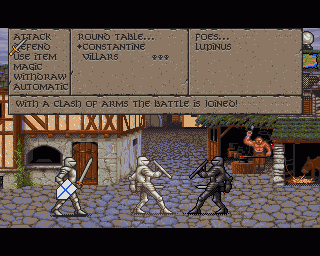 ATTACK
DEFEND
USE ITEM
MAGIC
WITHDRAW
AUTOMATIC
ROUND TABLE...
CONSTANTINE
VILLARS
FOES...
LUPINUS
WITH A CLASH OF ARMS THE BATTLE IS JOINED!